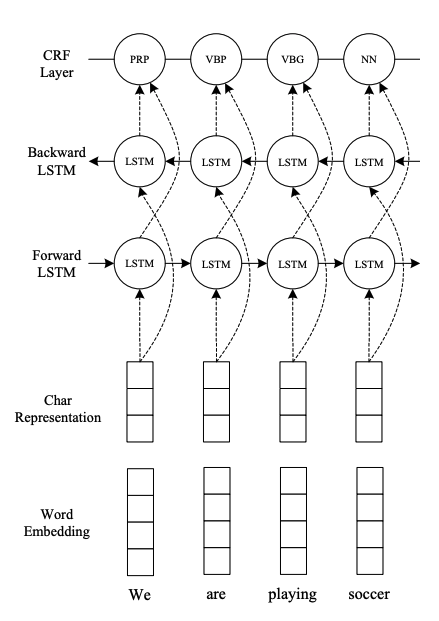 CRF
Layer
PRP VBP VBG NN
Backward
LSTM
LSTM LSTM LSTM LSTM
Forward
LSTM
LSTM LSTM LSTM LSTM
Char
Representation
Word
Embedding
We are playing soccer